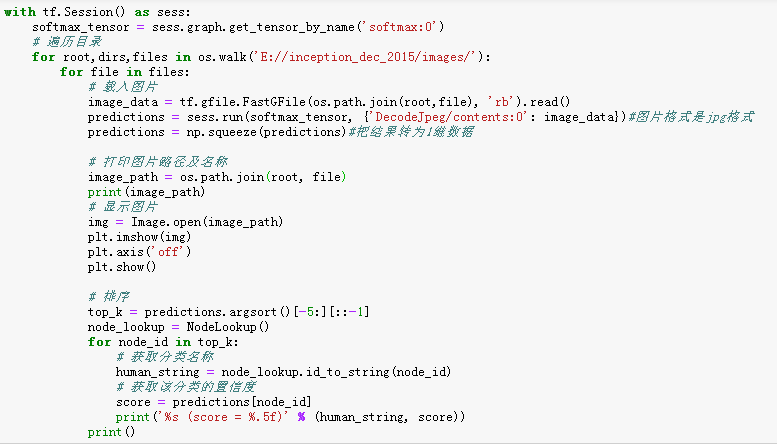 with tf.Session() as sess:
    softmax_tensor = sess.graph.get_tensor_by_name('softmax:0')
    # 遍历目录
    for root,dirs,files in os.walk('E://inception_dec_2015/images/'):
        for file in files:
            # 载入图片
            image_data = tf.gfile.FastGFile(os.path.join(root,file), 'rb').read()
            predictions = sess.run(softmax_tensor, {'DecodeJpeg/contents:0': image_data})#图片格式是jpg格式
            predictions = np.squeeze(predictions)#把结果转为1维数据

            # 打印图片路径及名称
            image_path = os.path.join(root, file)
            print(image_path)
            # 显示图片
            img = Image.open(image_path)
            plt.imshow(img)
            plt.axis('off')
            plt.show()

            # 排序
            top_k = predictions.argsort()[-5:][::-1]
            node_lookup = NodeLookup()
            for node_id in top_k:
                # 获取分类名称
                human_string = node_lookup.id_to_string(node_id)
                # 获取该分类的置信度
                score = predictions[node_id]
                print('%s (score = %.5f)' % (human_string, score))
            print()